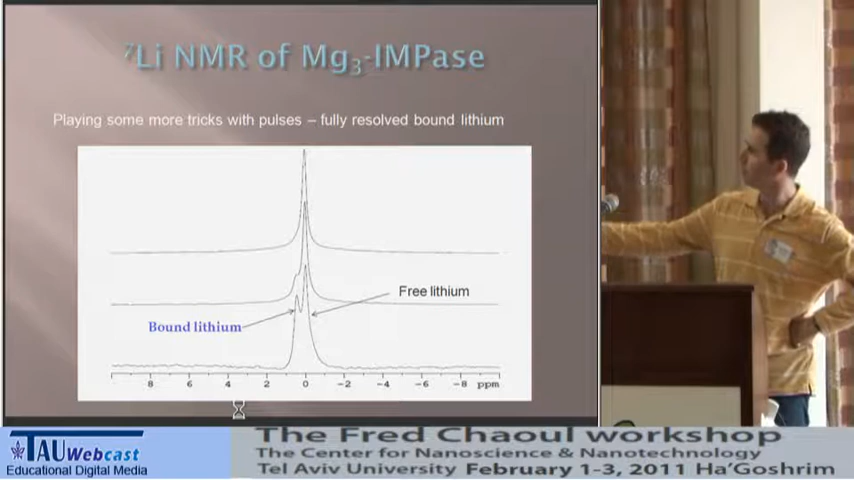 ⁷Li NMR of Mg₃-IMPase
Playing some more tricks with pulses – fully resolved bound lithium
Free lithium
Bound lithium
8 6 4 2 0 −2 −4 −6 −8 ppm
TAU Webcast
Educational Digital Media
The Fred Chaoul workshop
The Center for Nanoscience & Nanotechnology
Tel Aviv University February 1-3, 2011 Ha'Goshrim